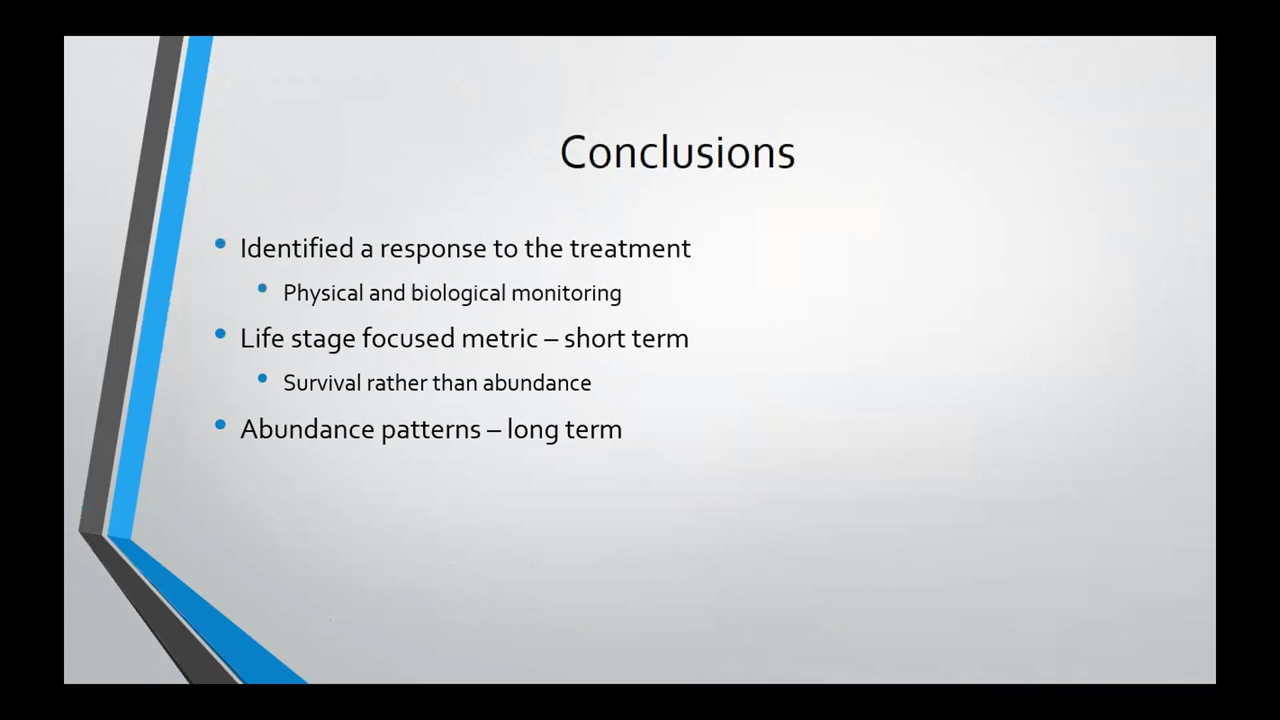 Conclusions
Identified a response to the treatment
Physical and biological monitoring
Life stage focused metric – short term
Survival rather than abundance
Abundance patterns – long term